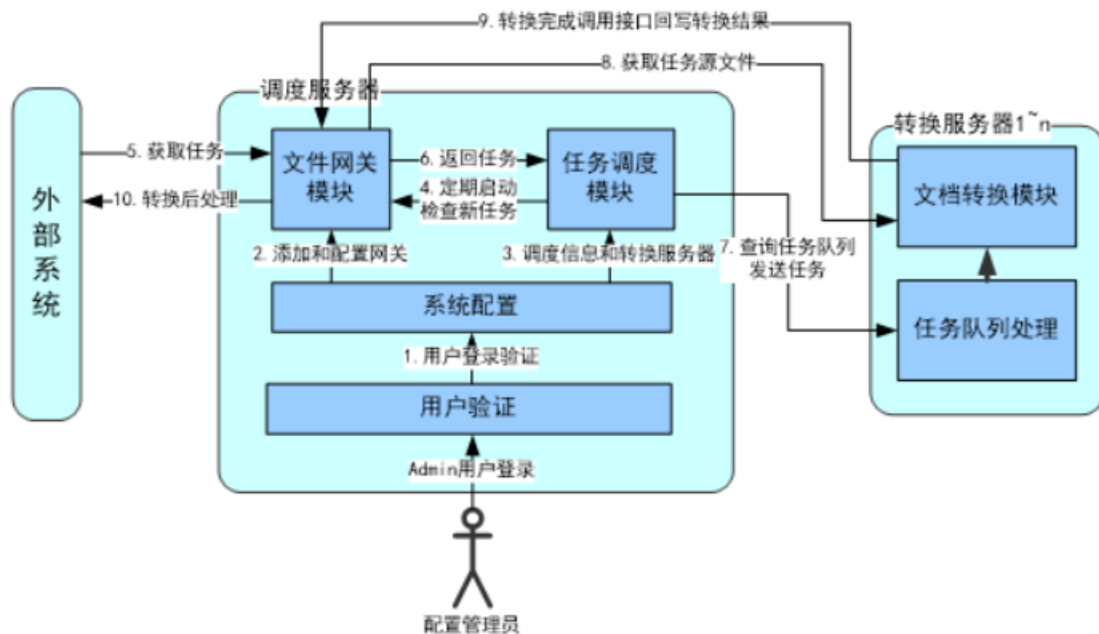 9.转换完成调用接口回写转换结果
8.获取任务源文件
调度服务器
转换服务器1~n
5.获取任务
文件网关
模块
6.返回任务
4.定期启动
检查新任务
任务调度
模块
文档转换模块
10.转换后处理
外部系统
2.添加和配置网关
3.调度信息和转换服务器
7.查询任务队列
发送任务
系统配置
任务队列处理
1.用户登录验证
用户验证
Admin用户登录
配置管理员